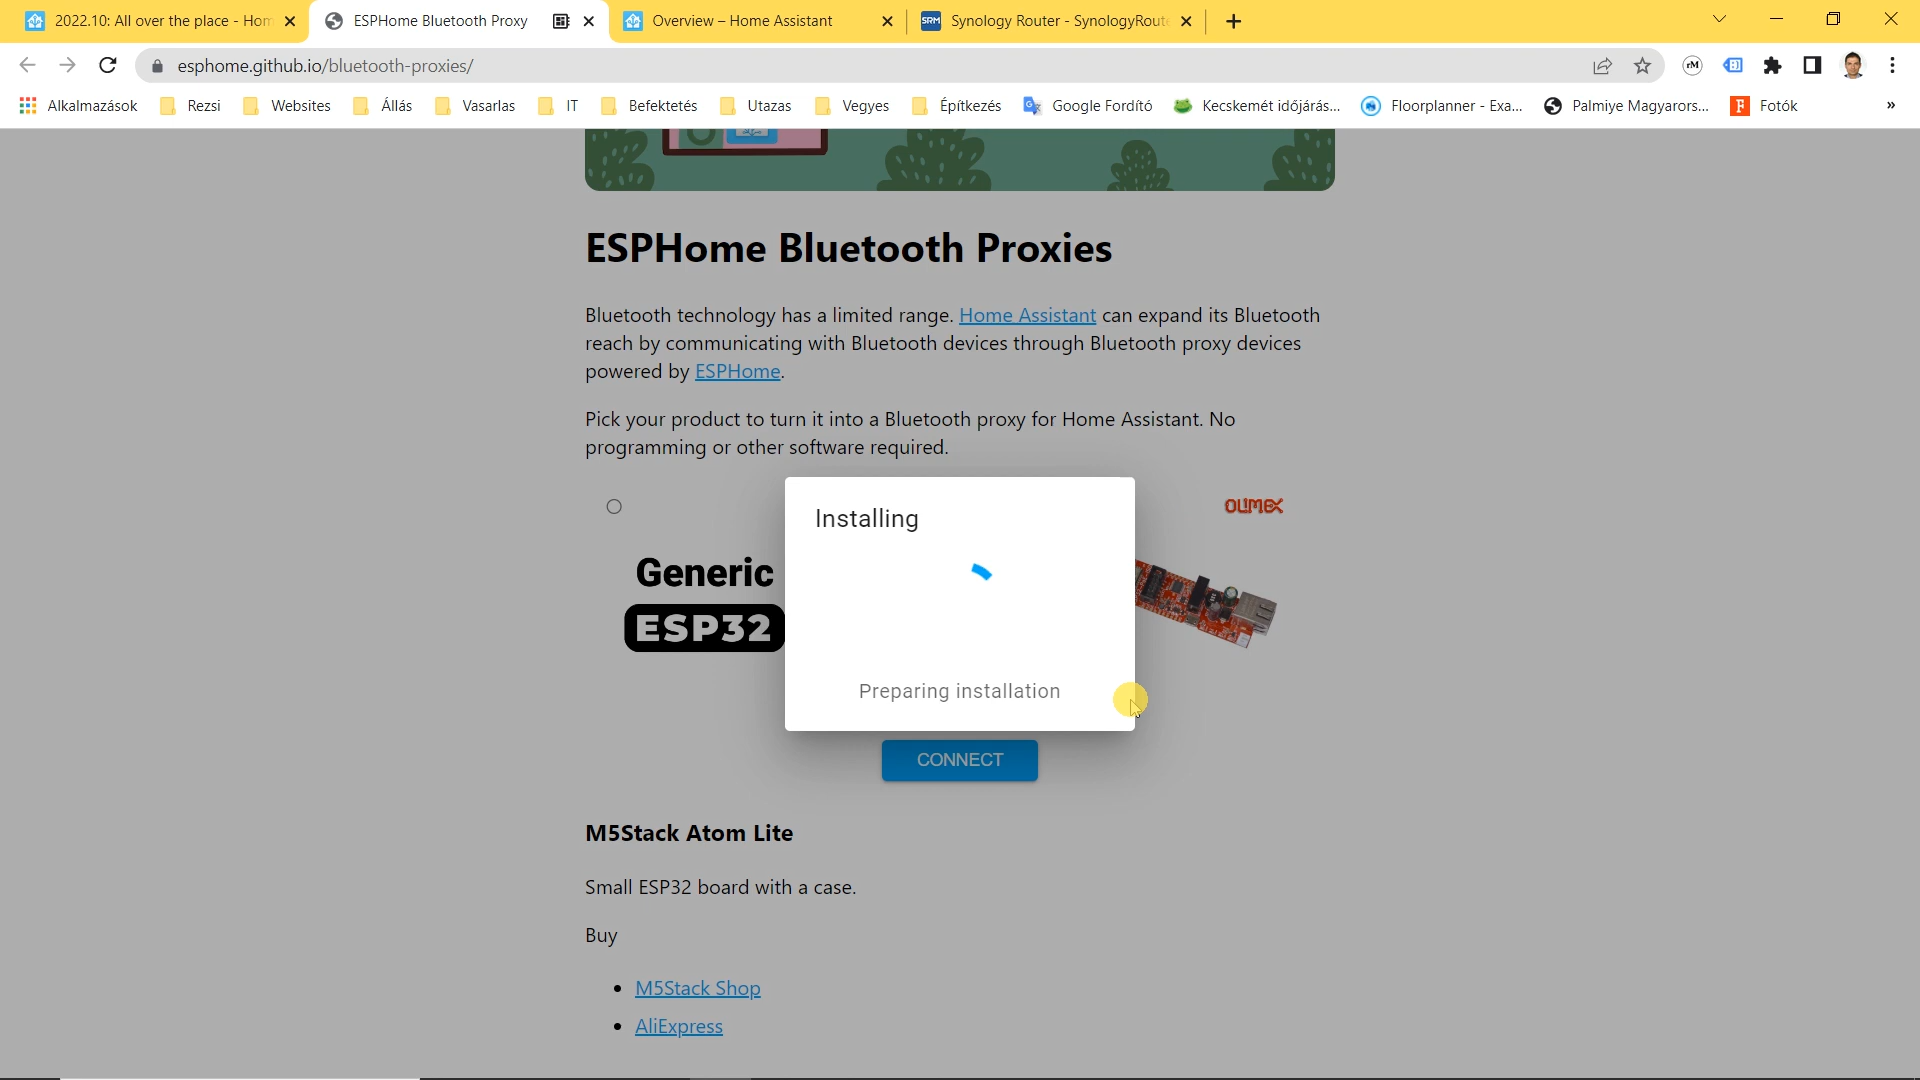 2022.10: All over the place - Hom
ESPHome Bluetooth Proxy
Overview – Home Assistant
SRM
Synology Router - SynologyRoute
esphome.github.io/bluetooth-proxies/
rM
Alkalmazások
Rezsi
Websites
Állás
Vasarlas
IT
Befektetés
Utazas
Vegyes
Építkezés
Google Fordító
Kecskemét időjárás...
Floorplanner - Exa...
Palmiye Magyarors...
F
Fotók
»
ESPHome Bluetooth Proxies
Bluetooth technology has a limited range. Home Assistant can expand its Bluetooth
reach by communicating with Bluetooth devices through Bluetooth proxy devices
powered by ESPHome.
Pick your product to turn it into a Bluetooth proxy for Home Assistant. No
programming or other software required.
OLIMEX
Installing
Generic
ESP32
Preparing installation
CONNECT
M5Stack Atom Lite
Small ESP32 board with a case.
Buy
• M5Stack Shop
• AliExpress